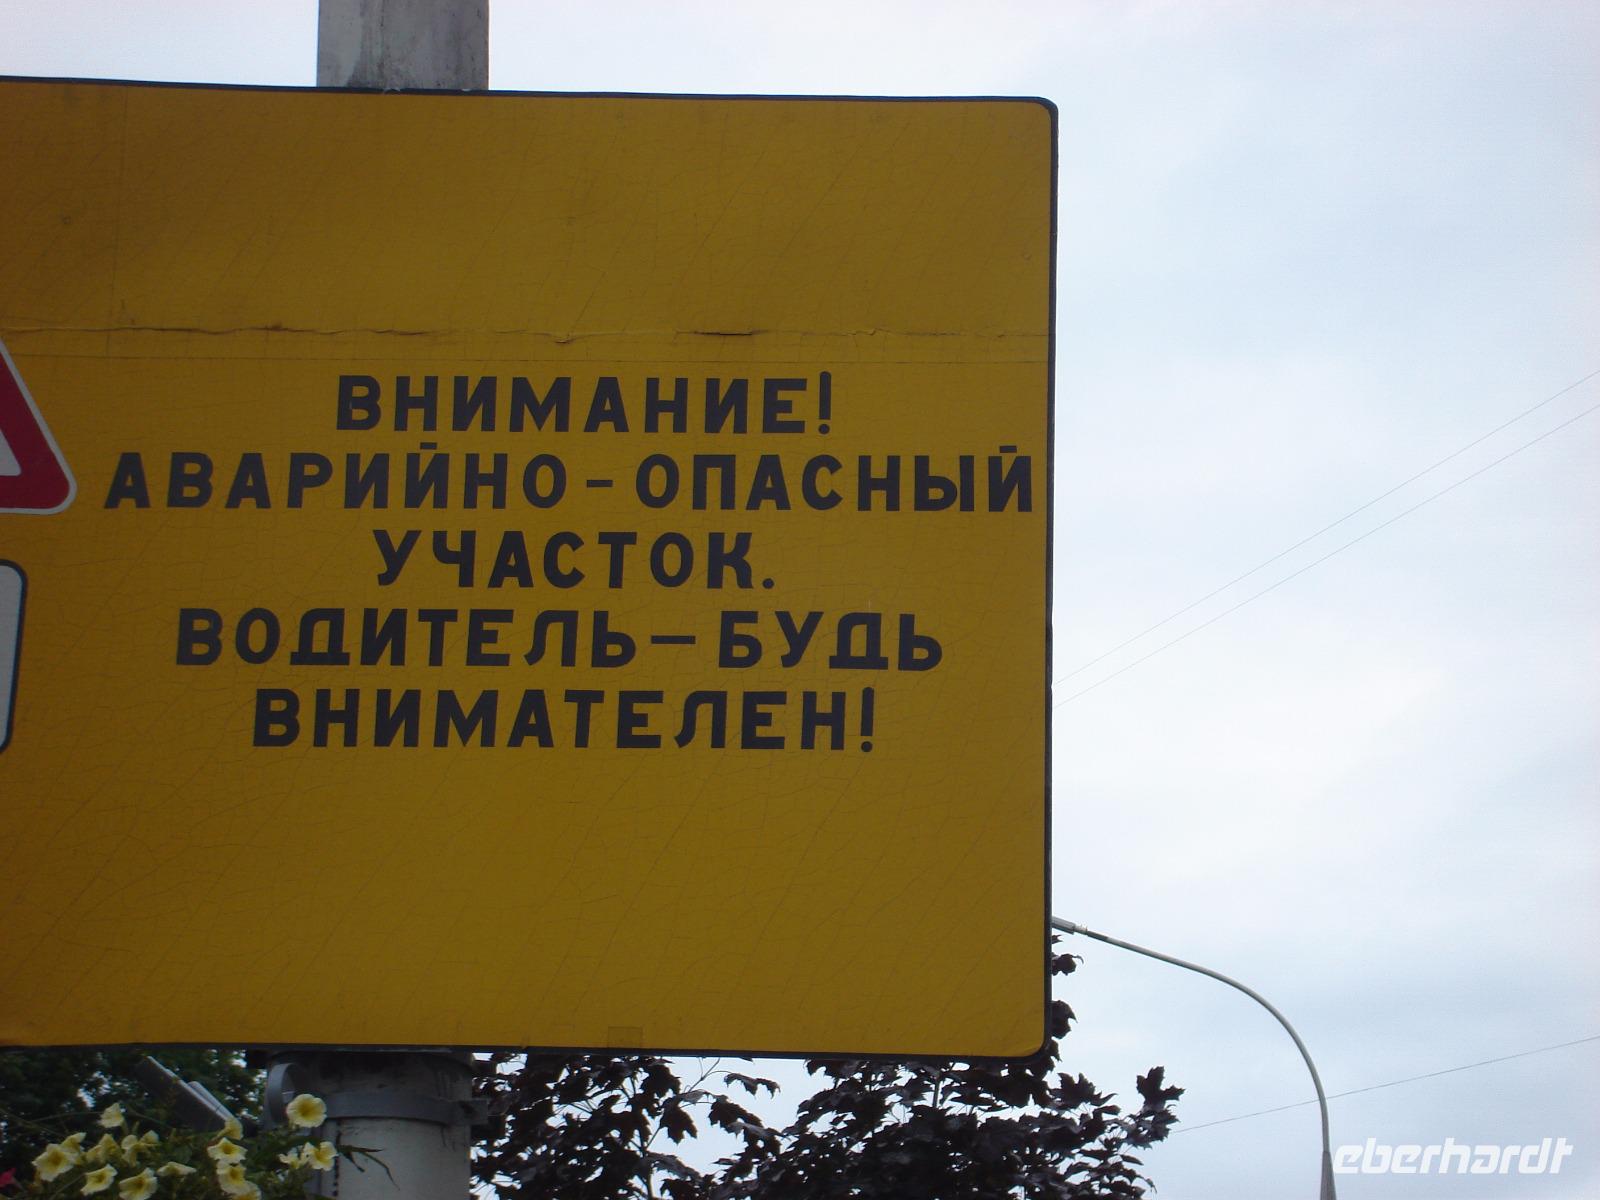 ВНИМАНИЕ!
АВАРИЙНО-ОПАСНЫЙ
УЧАСТОК.
ВОДИТЕЛЬ–БУДЬ
ВНИМАТЕЛЕН!
eberhardt